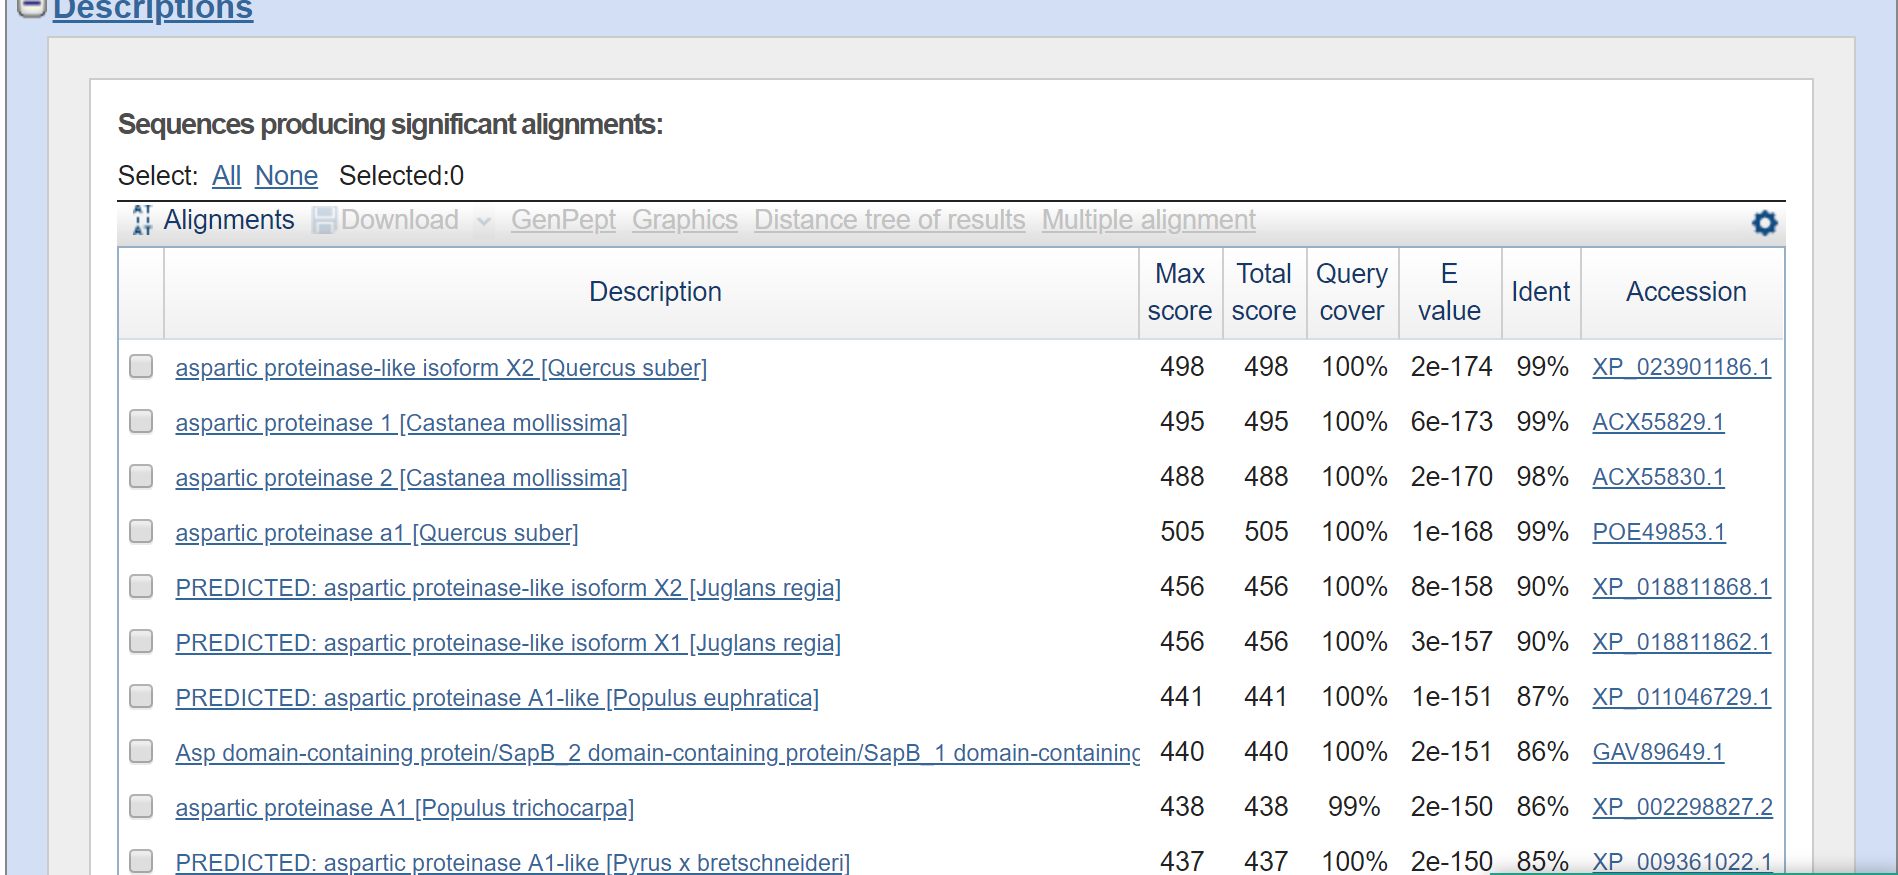 Descriptions
Sequences producing significant alignments:
Select: All None Selected:0
AT AT Alignments Download GenPept Graphics Distance tree of results Multiple alignment
Description Max score Total score Query cover E value Ident Accession
aspartic proteinase-like isoform X2 [Quercus suber] 498 498 100% 2e-174 99% XP_023901186.1
aspartic proteinase 1 [Castanea mollissima] 495 495 100% 6e-173 99% ACX55829.1
aspartic proteinase 2 [Castanea mollissima] 488 488 100% 2e-170 98% ACX55830.1
aspartic proteinase a1 [Quercus suber] 505 505 100% 1e-168 99% POE49853.1
PREDICTED: aspartic proteinase-like isoform X2 [Juglans regia] 456 456 100% 8e-158 90% XP_018811868.1
PREDICTED: aspartic proteinase-like isoform X1 [Juglans regia] 456 456 100% 3e-157 90% XP_018811862.1
PREDICTED: aspartic proteinase A1-like [Populus euphratica] 441 441 100% 1e-151 87% XP_011046729.1
Asp domain-containing protein/SapB_2 domain-containing protein/SapB_1 domain-containing 440 440 100% 2e-151 86% GAV89649.1
aspartic proteinase A1 [Populus trichocarpa] 438 438 99% 2e-150 86% XP_002298827.2
PREDICTED: aspartic proteinase A1-like [Pyrus x bretschneideri] 437 437 100% 2e-150 85% XP_009361022.1